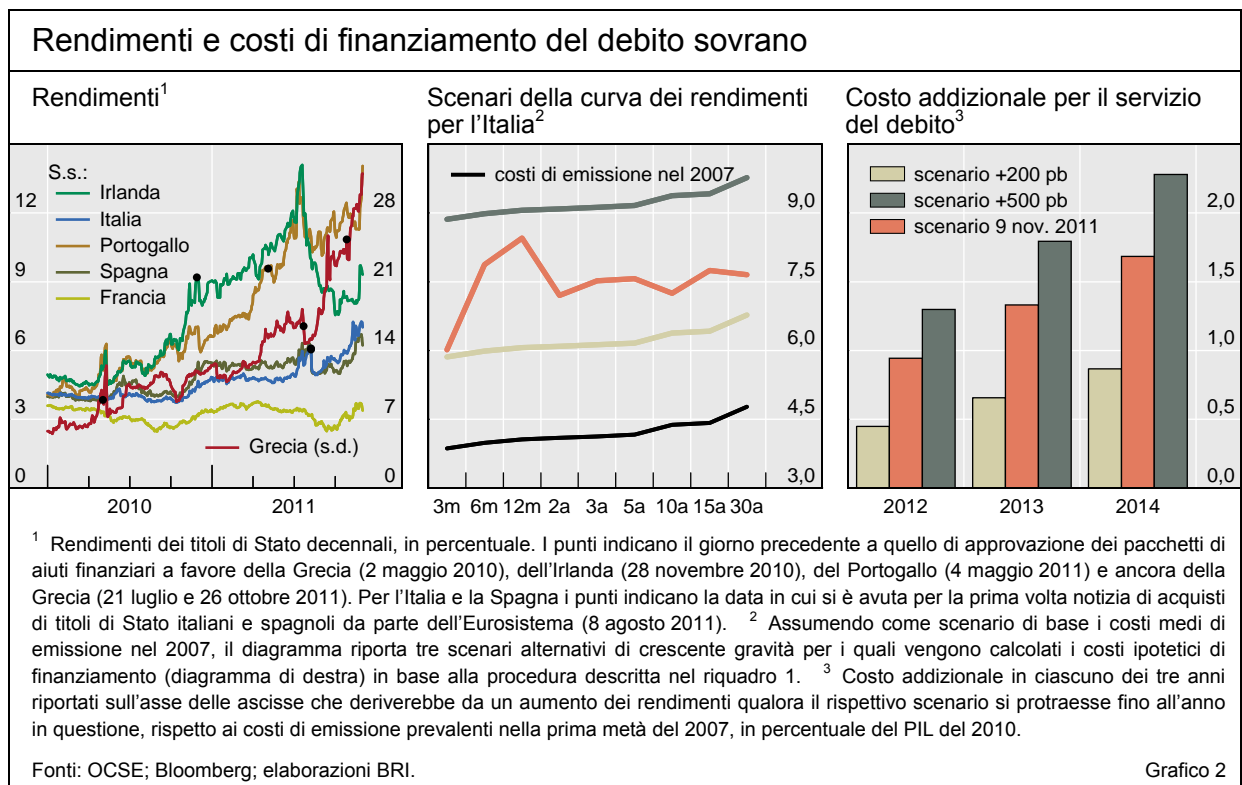 Rendimenti e costi di finanziamento del debito sovrano
Rendimenti1
S.s.:
Irlanda
Italia
Portogallo
Spagna
Francia
Grecia (s.d.)
12
9
6
3
0
28
21
14
7
0
2010
2011
Scenari della curva dei rendimenti
per l'Italia2
costi di emissione nel 2007
9,0
7,5
6,0
4,5
3,0
3m 6m 12m 2a 3a 5a 10a 15a 30a
Costo addizionale per il servizio
del debito3
scenario +200 pb
scenario +500 pb
scenario 9 nov. 2011
2,0
1,5
1,0
0,5
0,0
2012
2013
2014
1 Rendimenti dei titoli di Stato decennali, in percentuale. I punti indicano il giorno precedente a quello di approvazione dei pacchetti di
aiuti finanziari a favore della Grecia (2 maggio 2010), dell'Irlanda (28 novembre 2010), del Portogallo (4 maggio 2011) e ancora della
Grecia (21 luglio e 26 ottobre 2011). Per l'Italia e la Spagna i punti indicano la data in cui si è avuta per la prima volta notizia di acquisti
di titoli di Stato italiani e spagnoli da parte dell'Eurosistema (8 agosto 2011). 2 Assumendo come scenario di base i costi medi di
emissione nel 2007, il diagramma riporta tre scenari alternativi di crescente gravità per i quali vengono calcolati i costi ipotetici di
finanziamento (diagramma di destra) in base alla procedura descritta nel riquadro 1. 3 Costo addizionale in ciascuno dei tre anni
riportati sull'asse delle ascisse che deriverebbe da un aumento dei rendimenti qualora il rispettivo scenario si protraesse fino all'anno
in questione, rispetto ai costi di emissione prevalenti nella prima metà del 2007, in percentuale del PIL del 2010.
Fonti: OCSE; Bloomberg; elaborazioni BRI.
Grafico 2